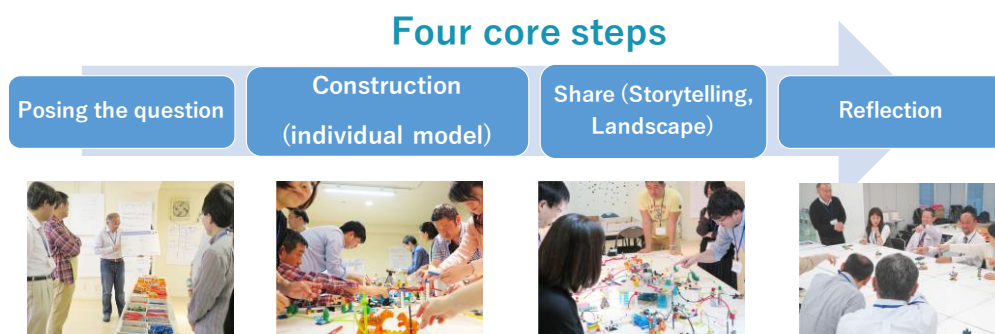 Four core steps
Posing the question
Construction
(individual model)
Share (Storytelling,
Landscape)
Reflection